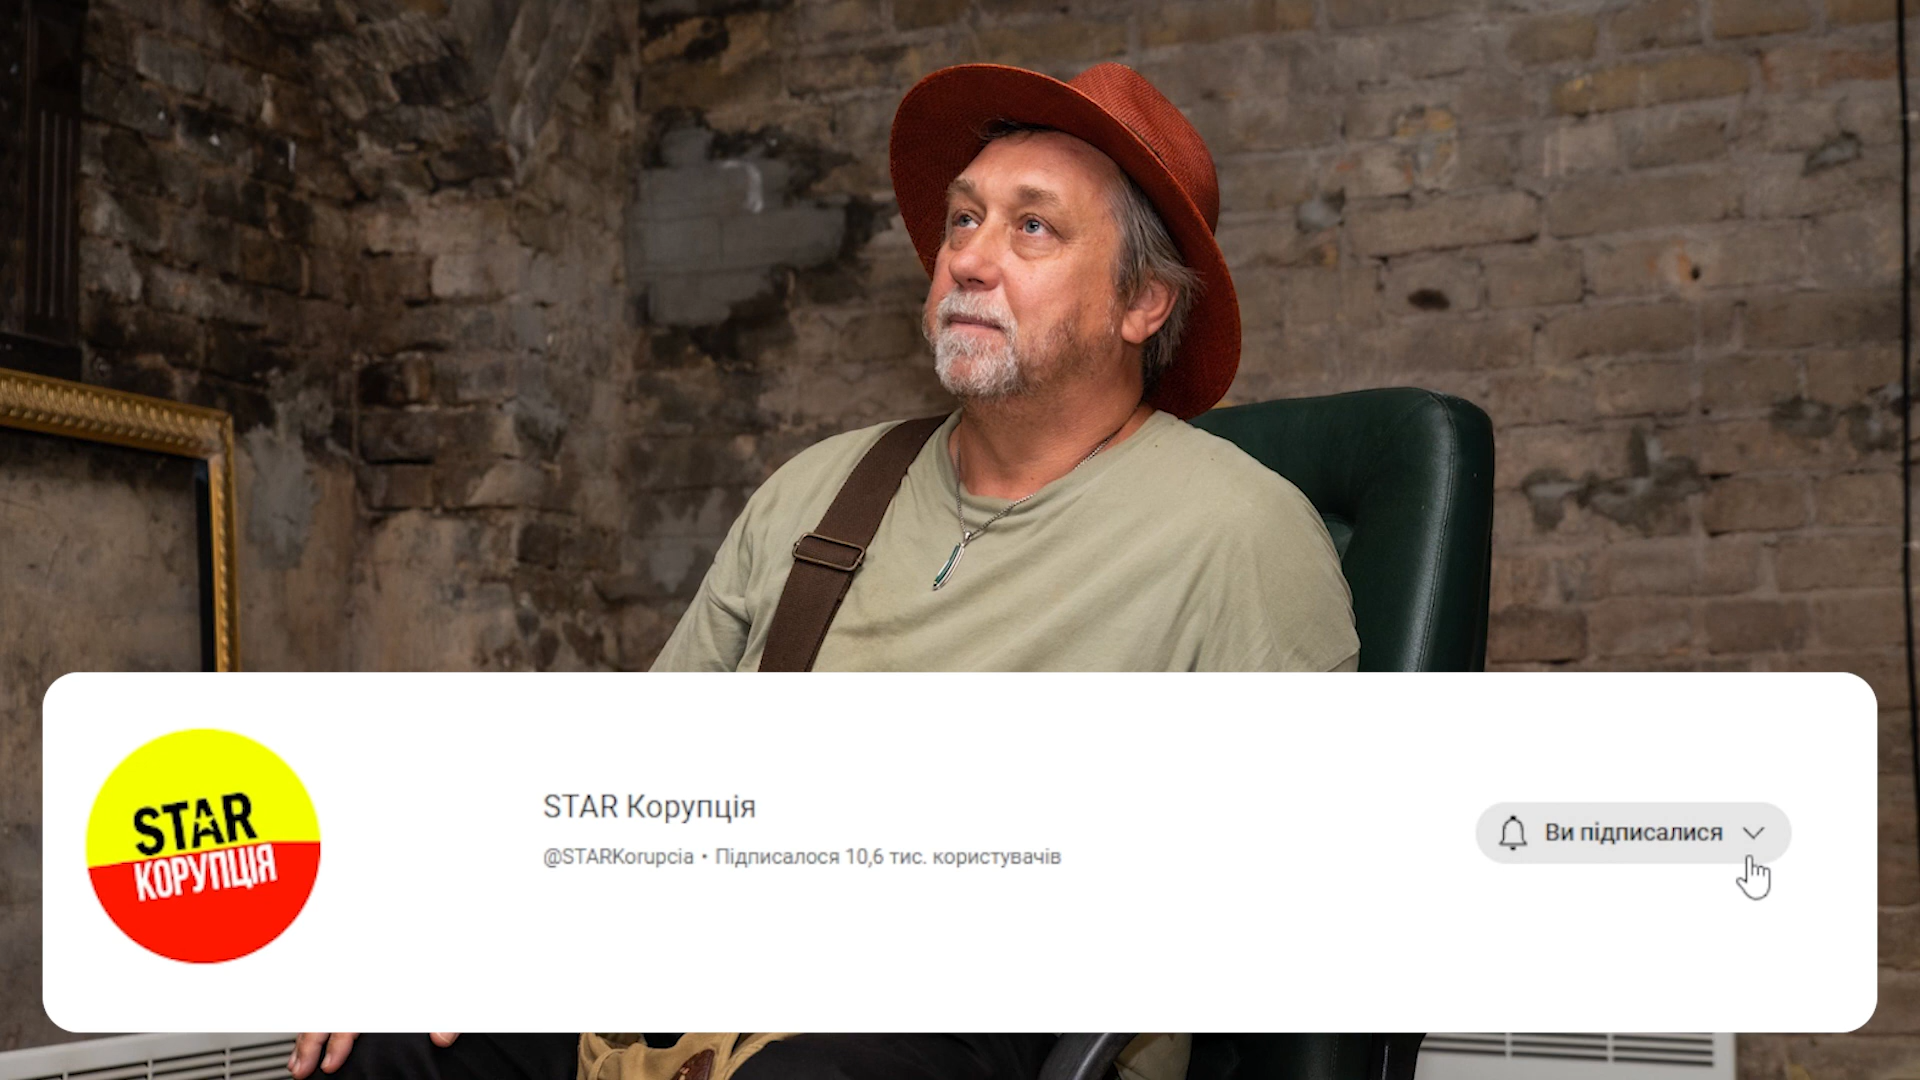 STAR
КОРУПЦІЯ
STAR Корупція
@STARKorupcia • Підписалося 10,6 тис. користувачів
Ви підписалися